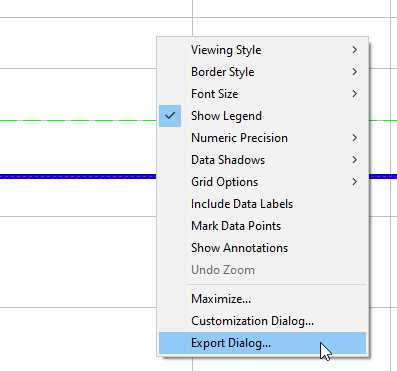 Viewing Style
Border Style
Font Size
Show Legend
Numeric Precision
Data Shadows
Grid Options
Include Data Labels
Mark Data Points
Show Annotations
Undo Zoom
Maximize...
Customization Dialog...
Export Dialog...